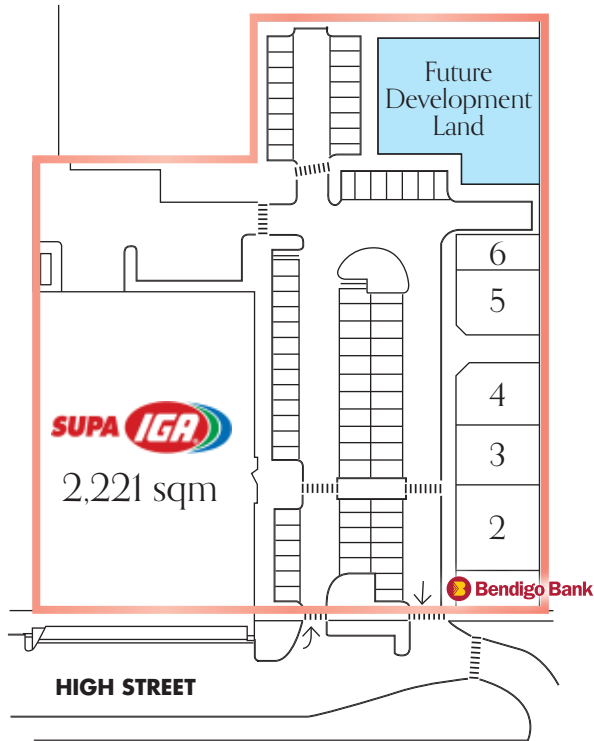 Future
Development
Land
6
5
4
3
2
SUPA IGA
2,221 sqm
Bendigo Bank
HIGH STREET